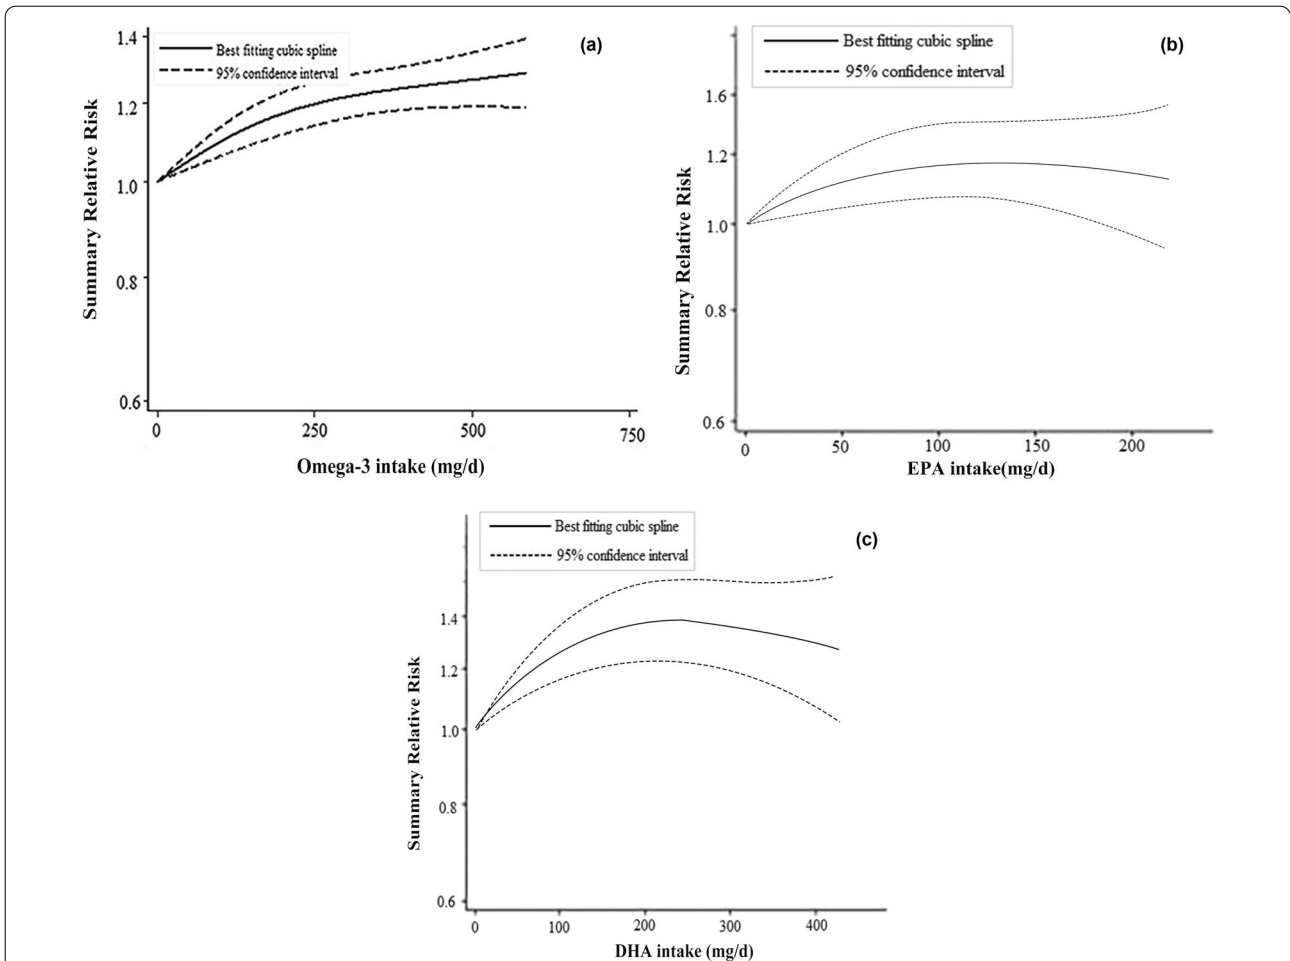 1.4
Best fitting cubic spline
95% confidence interval
(a)
1.2
1.0
0.8
0.6
Summary Relative Risk
0
250
500
750
Omega-3 intake (mg/d)
Best fitting cubic spline
95% confidence interval
(b)
1.6
1.2
1.0
0.8
0.6
Summary Relative Risk
0
50
100
150
200
EPA intake(mg/d)
Best fitting cubic spline
95% confidence interval
(c)
1.4
1.2
1.0
0.8
0.6
Summary Relative Risk
0
100
200
300
400
DHA intake (mg/d)